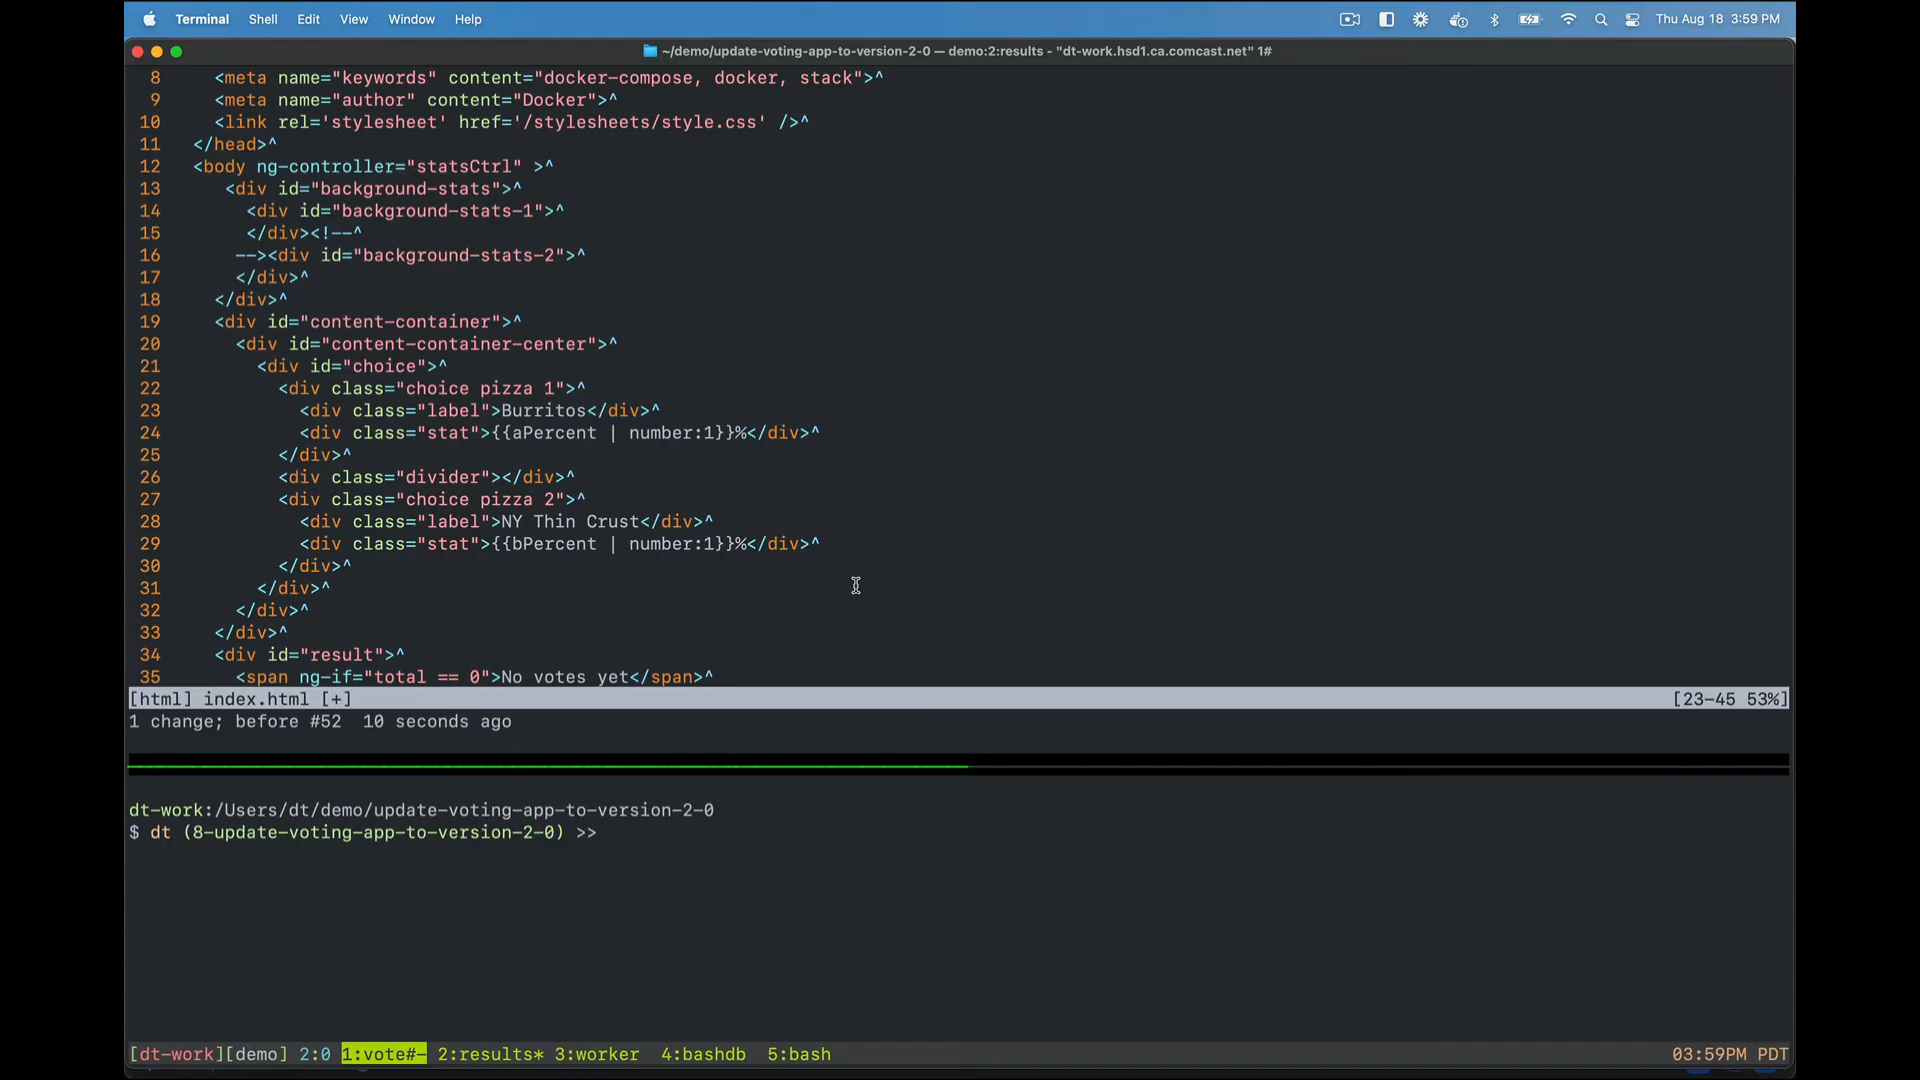 Terminal Shell Edit View Window Help Thu Aug 18 3:59 PM
~/demo/update-voting-app-to-version-2-0 — demo:2:results - "dt-work.hsd1.ca.comcast.net" 1#
8 <meta name="keywords" content="docker-compose, docker, stack">^
9 <meta name="author" content="Docker">^
10 <link rel='stylesheet' href='/stylesheets/style.css' />^
11 </head>^
12 <body ng-controller="statsCtrl" >^
13 <div id="background-stats">^
14 <div id="background-stats-1">^
15 </div><!--^
16 --><div id="background-stats-2">^
17 </div>^
18 </div>^
19 <div id="content-container">^
20 <div id="content-container-center">^
21 <div id="choice">^
22 <div class="choice pizza 1">^
23 <div class="label">Burritos</div>^
24 <div class="stat">{{aPercent | number:1}}%</div>^
25 </div>^
26 <div class="divider"></div>^
27 <div class="choice pizza 2">^
28 <div class="label">NY Thin Crust</div>^
29 <div class="stat">{{bPercent | number:1}}%</div>^
30 </div>^
31 </div>^
32 </div>^
33 </div>^
34 <div id="result">^
35 <span ng-if="total == 0">No votes yet</span>^
[html] index.html [+] [23-45 53%]
1 change; before #52 10 seconds ago
dt-work:/Users/dt/demo/update-voting-app-to-version-2-0
$ dt (8-update-voting-app-to-version-2-0) >>
[dt-work][demo] 2:0 1:vote#- 2:results* 3:worker 4:bashdb 5:bash 03:59PM PDT